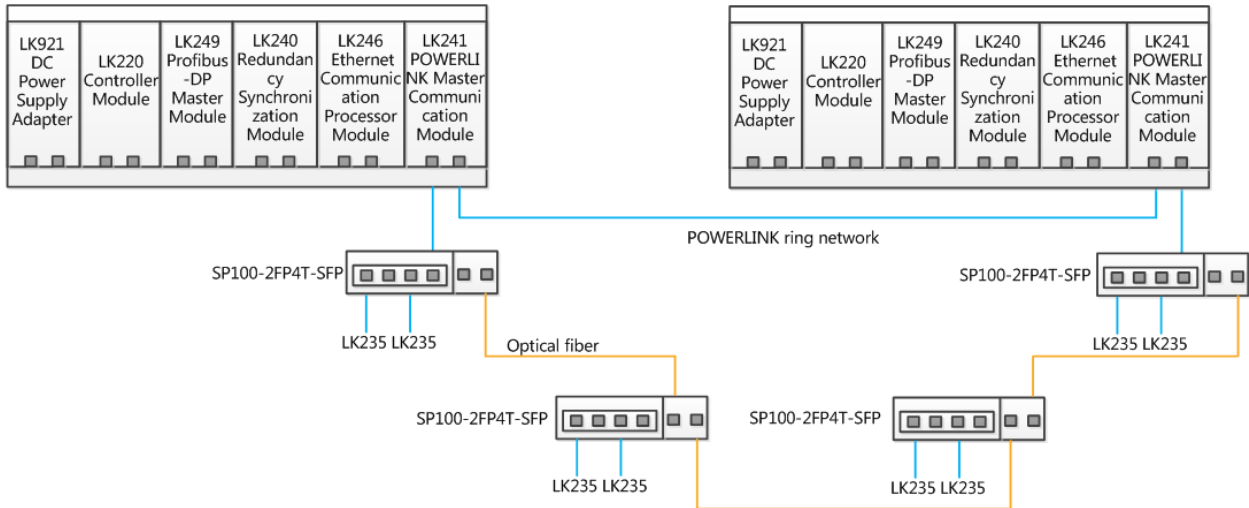 LK921
DC
Power
Supply
Adapter
LK220
Controller
Module
LK249
Profibus
-DP
Master
Module
LK240
Redundan
cy
Synchroni
zation
Module
LK246
Ethernet
Communic
ation
Processor
Module
LK241
POWERLI
NK Master
Communi
cation
Module
LK921
DC
Power
Supply
Adapter
LK220
Controller
Module
LK249
Profibus
-DP
Master
Module
LK240
Redundan
cy
Synchroni
zation
Module
LK246
Ethernet
Communic
ation
Processor
Module
LK241
POWERLI
NK Master
Communi
cation
Module
POWERLINK ring network
SP100-2FP4T-SFP
SP100-2FP4T-SFP
LK235 LK235
Optical fiber
LK235 LK235
SP100-2FP4T-SFP
SP100-2FP4T-SFP
LK235 LK235
LK235 LK235